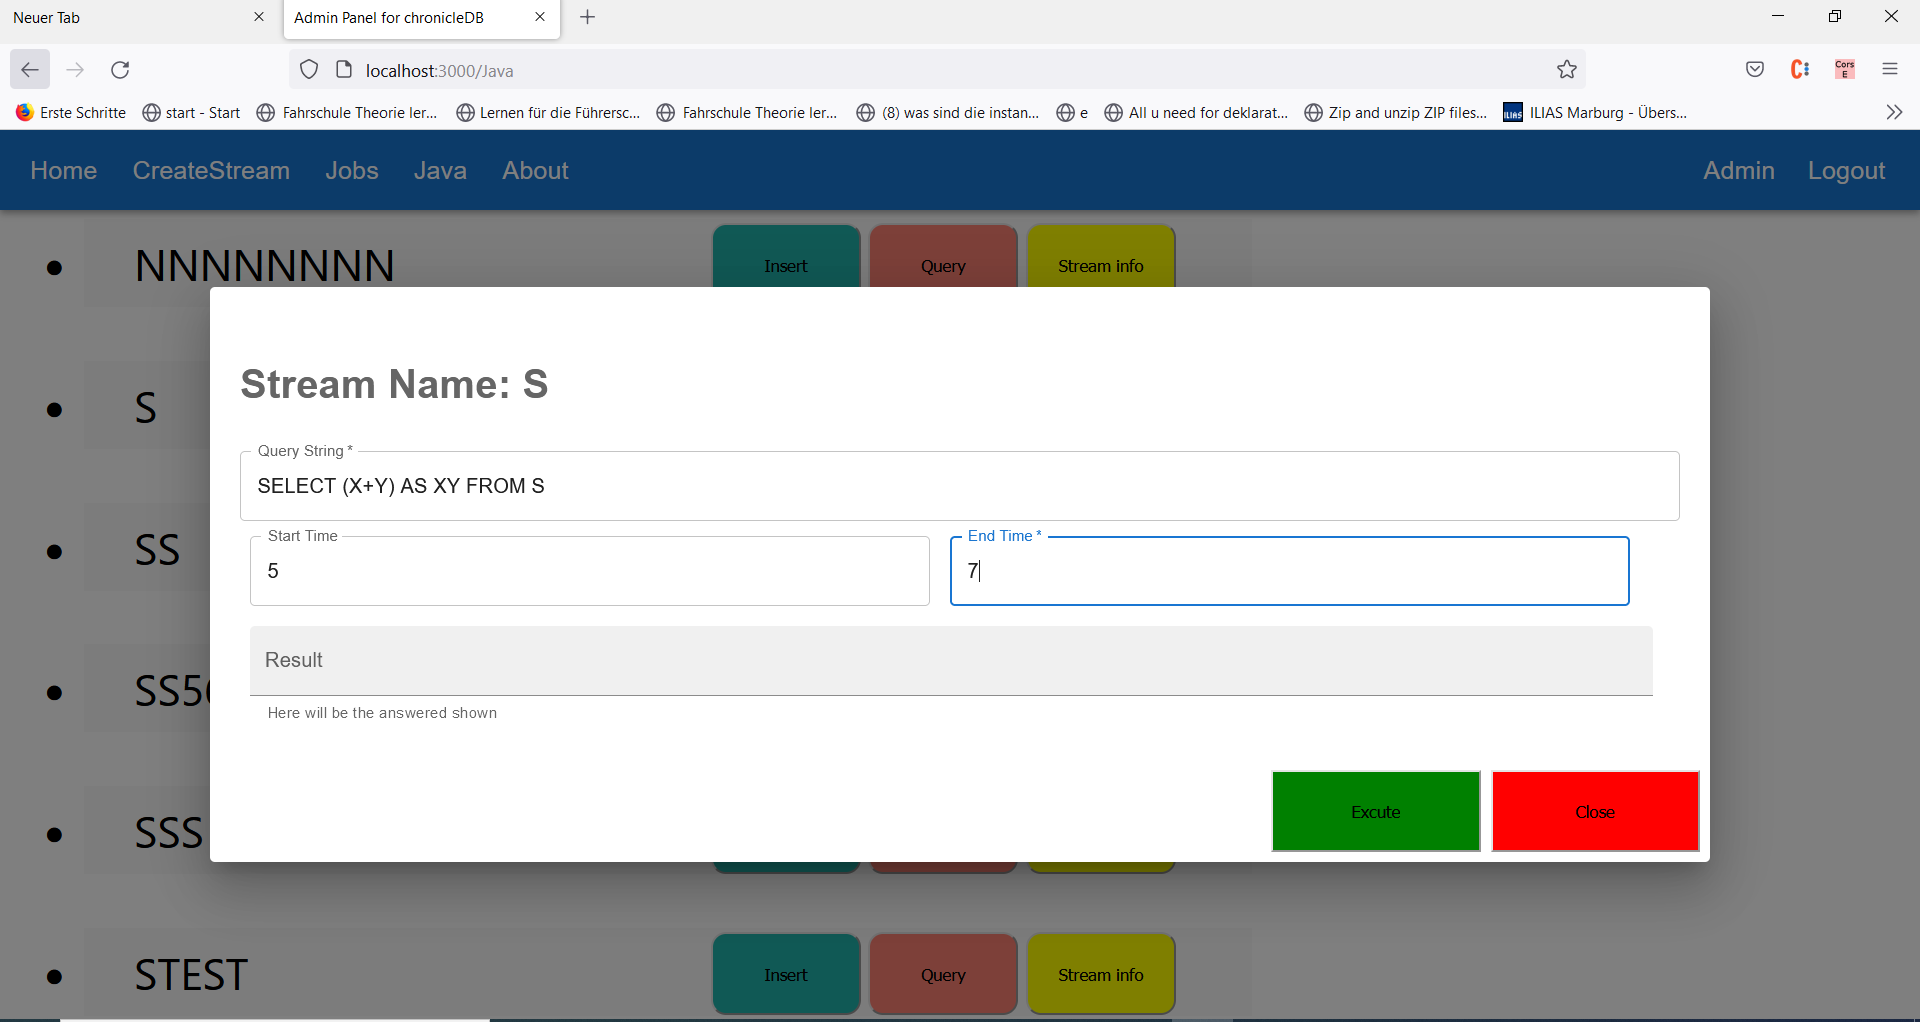 Neuer Tab
Admin Panel for chronicleDB
localhost:3000/Java
Cors E
Erste Schritte
start - Start
Fahrschule Theorie ler...
Lernen für die Führersc...
Fahrschule Theorie ler...
(8) was sind die instan...
e
All u need for deklarat...
Zip and unzip ZIP files...
ILIAS
ILIAS Marburg - Übers...
Home CreateStream Jobs Java About Admin Logout
NNNNNNNN Insert Query Stream info
S
Stream Name: S
Query String *
SELECT (X+Y) AS XY FROM S
Start Time
5
End Time *
7
SS
Result
SS5
Here will be the answered shown
Excute Close
SSS
STEST Insert Query Stream info